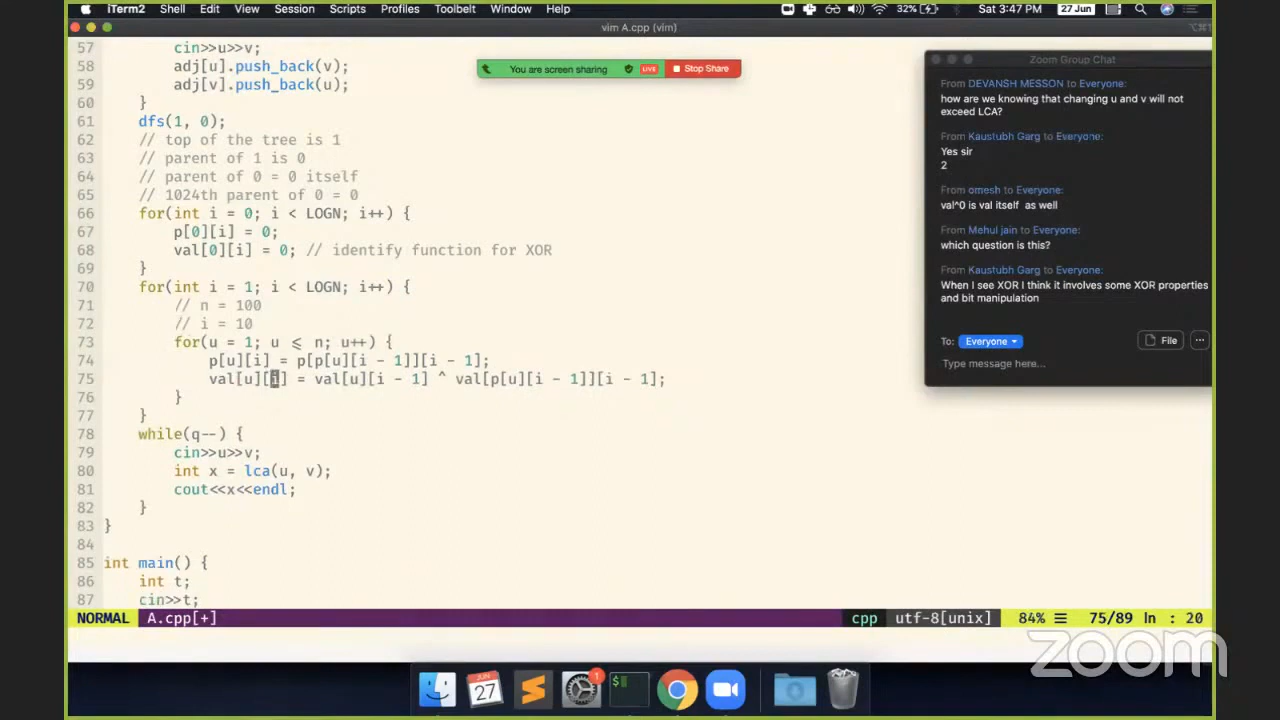 iTerm2 Shell Edit View Session Scripts Profiles Toolbelt Window Help 32% Sat 3:47 PM 27 Jun
vim A.cpp (vim)
57 cin>>u>>v;
58 adj[u].push_back(v);
59 adj[v].push_back(u);
60 }
61 dfs(1, 0);
62 // top of the tree is 1
63 // parent of 1 is 0
64 // parent of 0 = 0 itself
65 // 1024th parent of 0 = 0
66 for(int i = 0; i < LOGN; i++) {
67 p[0][i] = 0;
68 val[0][i] = 0; // identify function for XOR
69 }
70 for(int i = 1; i < LOGN; i++) {
71 // n = 100
72 // i = 10
73 for(u = 1; u ≤ n; u++) {
74 p[u][i] = p[p[u][i - 1]][i - 1];
75 val[u][i] = val[u][i - 1] ^ val[p[u][i - 1]][i - 1];
76 }
77 }
78 while(q--) {
79 cin>>u>>v;
80 int x = lca(u, v);
81 cout<<x<<endl;
82 }
83 }
84
85 int main() {
86 int t;
87 cin>>t;
NORMAL A.cpp[+] cpp utf-8[unix] 84% ☰ 75/89 ln : 20
You are screen sharing LIVE Stop Share
Zoom Group Chat
From DEVANSH MESSON to Everyone:
how are we knowing that changing u and v will not
exceed LCA?
From Kaustubh Garg to Everyone:
Yes sir
2
From omesh to Everyone:
val^0 is val itself as well
From Mehul jain to Everyone:
which question is this?
From Kaustubh Garg to Everyone:
When I see XOR I think it involves some XOR properties
and bit manipulation
To: Everyone File ...
Type message here...
JUN
27
$
1
zoom